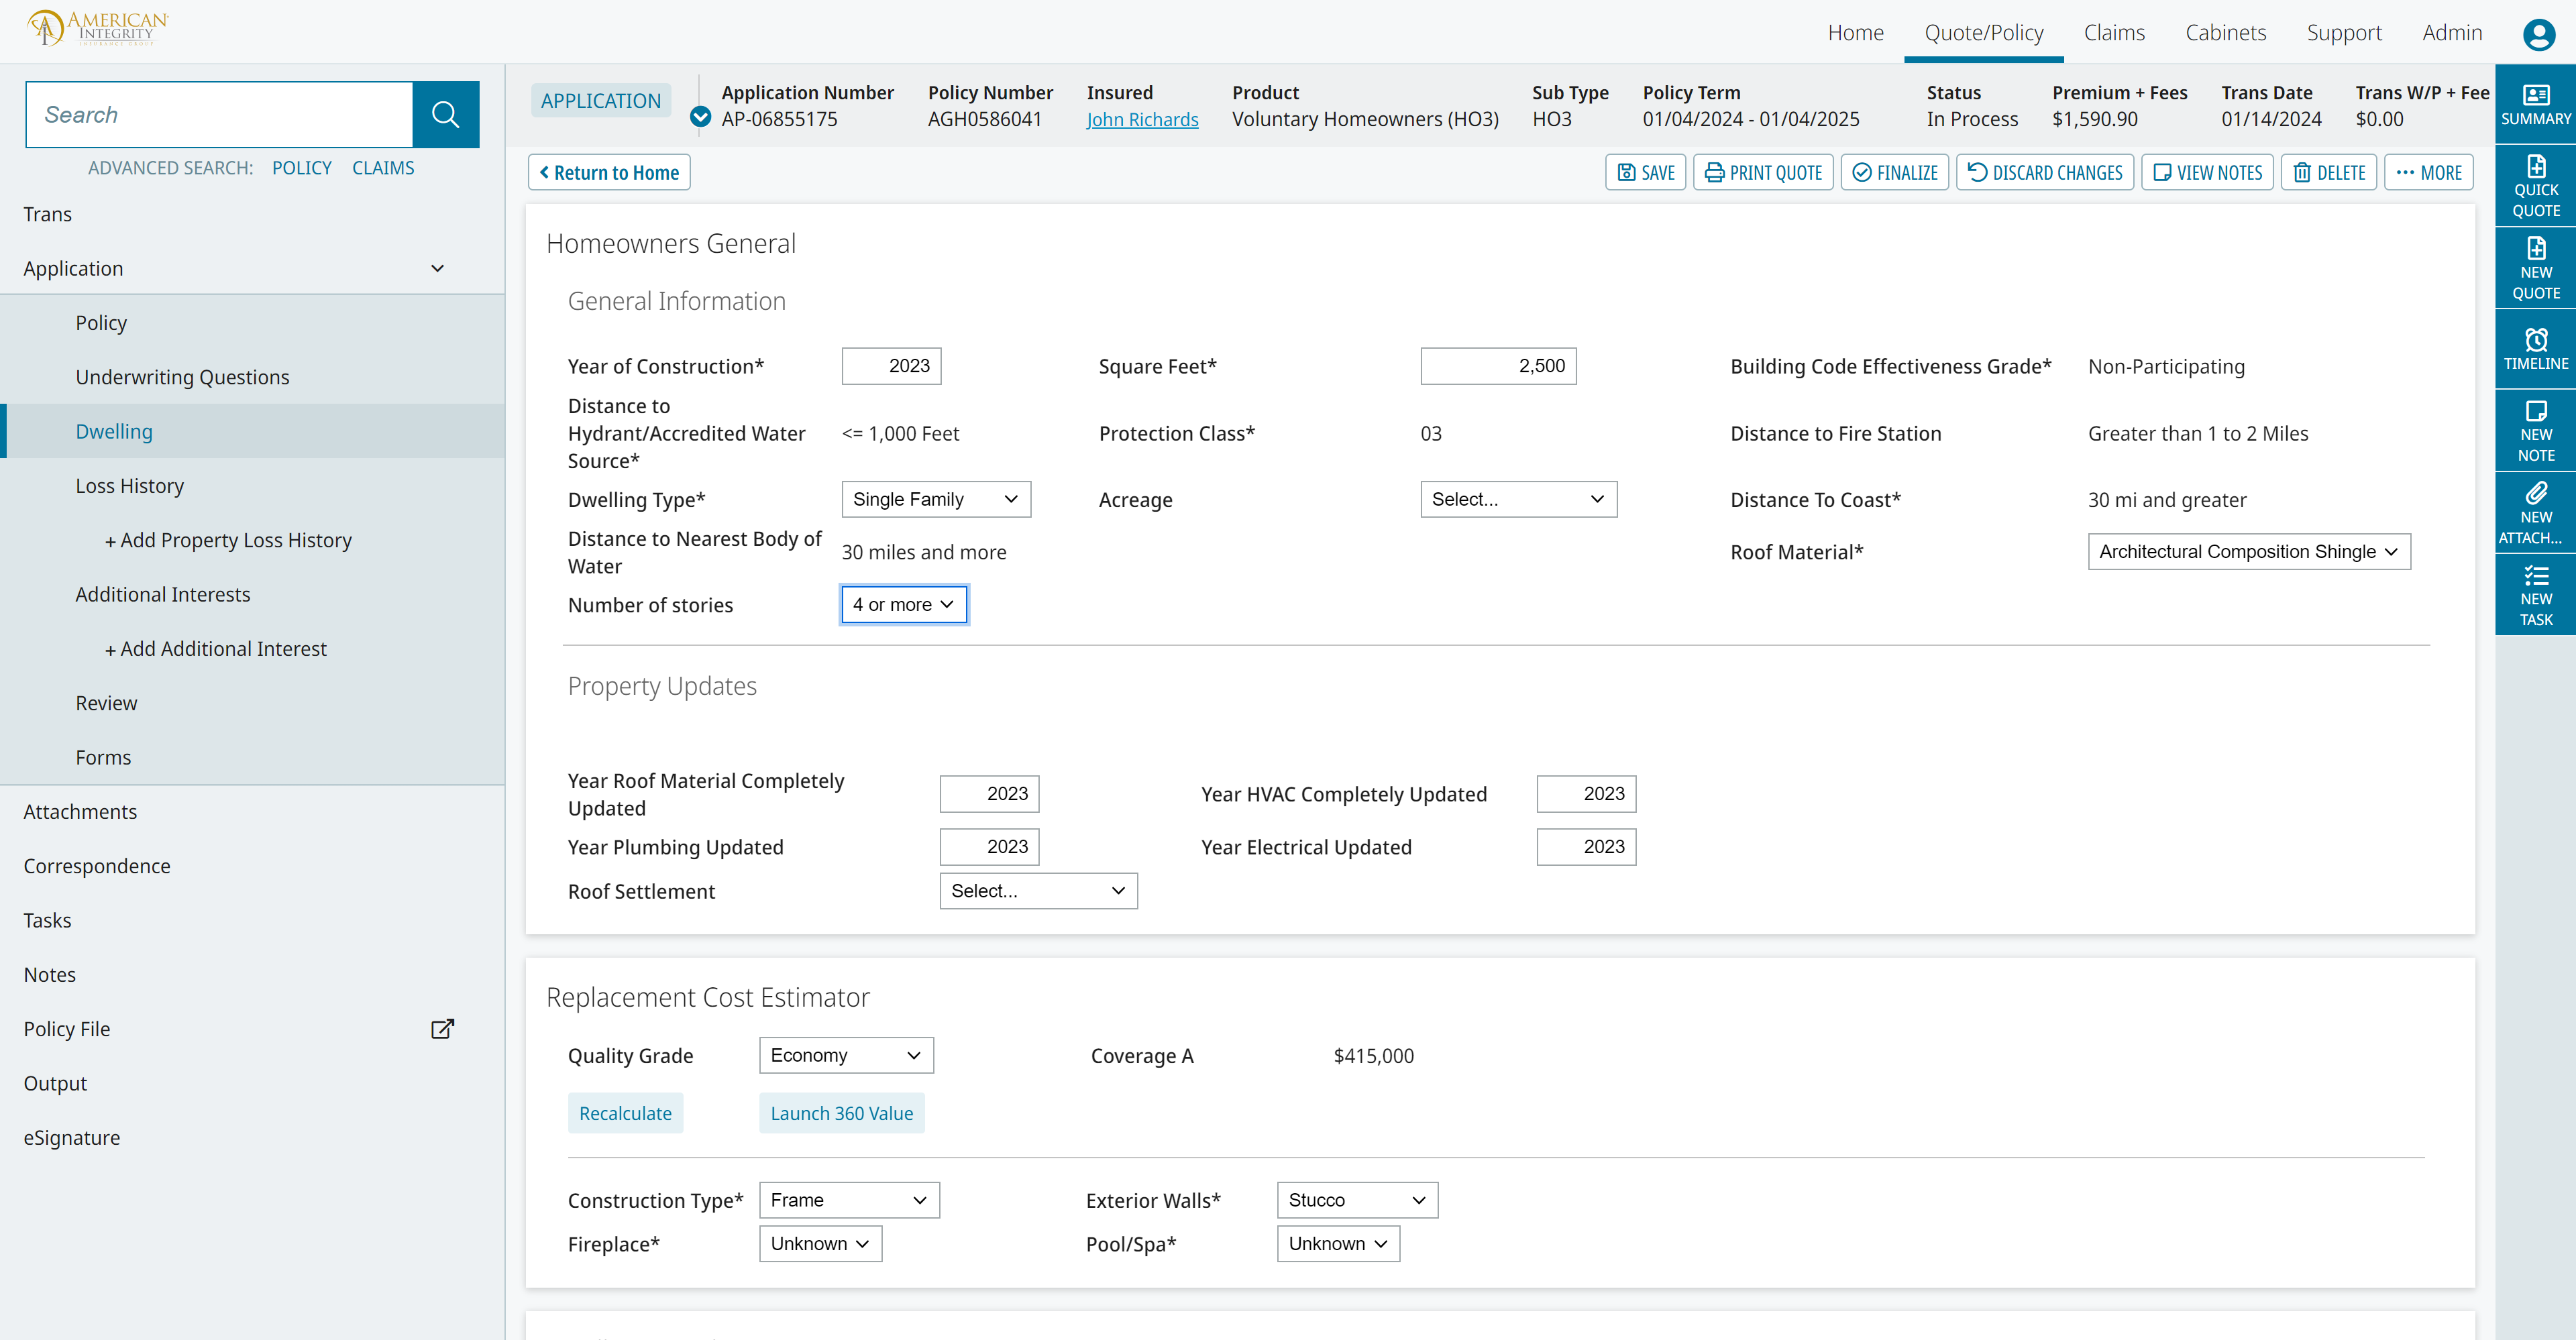 AMERICAN
INTEGRITY
INSURANCE GROUP
Home
Quote/Policy
Claims
Cabinets
Support
Admin
Search
ADVANCED SEARCH: POLICY CLAIMS
Trans
Application
Policy
Underwriting Questions
Dwelling
Loss History
+ Add Property Loss History
Additional Interests
+ Add Additional Interest
Review
Forms
Attachments
Correspondence
Tasks
Notes
Policy File
Output
eSignature
APPLICATION
Application Number Policy Number Insured Product Sub Type Policy Term Status Premium + Fees Trans Date Trans W/P + Fee
AP-06855175 AGH0586041 John Richards Voluntary Homeowners (HO3) HO3 01/04/2024 - 01/04/2025 In Process $1,590.90 01/14/2024 $0.00
Return to Home
SAVE
PRINT QUOTE
FINALIZE
DISCARD CHANGES
VIEW NOTES
DELETE
MORE
Homeowners General
General Information
Year of Construction* 2023 Square Feet* 2,500 Building Code Effectiveness Grade* Non-Participating
Distance to
Hydrant/Accredited Water
Source*
<= 1,000 Feet Protection Class* 03 Distance to Fire Station Greater than 1 to 2 Miles
Dwelling Type* Single Family Acreage Select... Distance To Coast* 30 mi and greater
Distance to Nearest Body of
Water
30 miles and more Roof Material* Architectural Composition Shingle
Number of stories 4 or more
Property Updates
Year Roof Material Completely
Updated
2023 Year HVAC Completely Updated 2023
Year Plumbing Updated 2023 Year Electrical Updated 2023
Roof Settlement Select...
Replacement Cost Estimator
Quality Grade Economy Coverage A $415,000
Recalculate Launch 360 Value
Construction Type* Frame Exterior Walls* Stucco
Fireplace* Unknown Pool/Spa* Unknown
SUMMARY
QUICK
QUOTE
NEW
QUOTE
TIMELINE
NEW
NOTE
NEW
ATTACH...
NEW
TASK